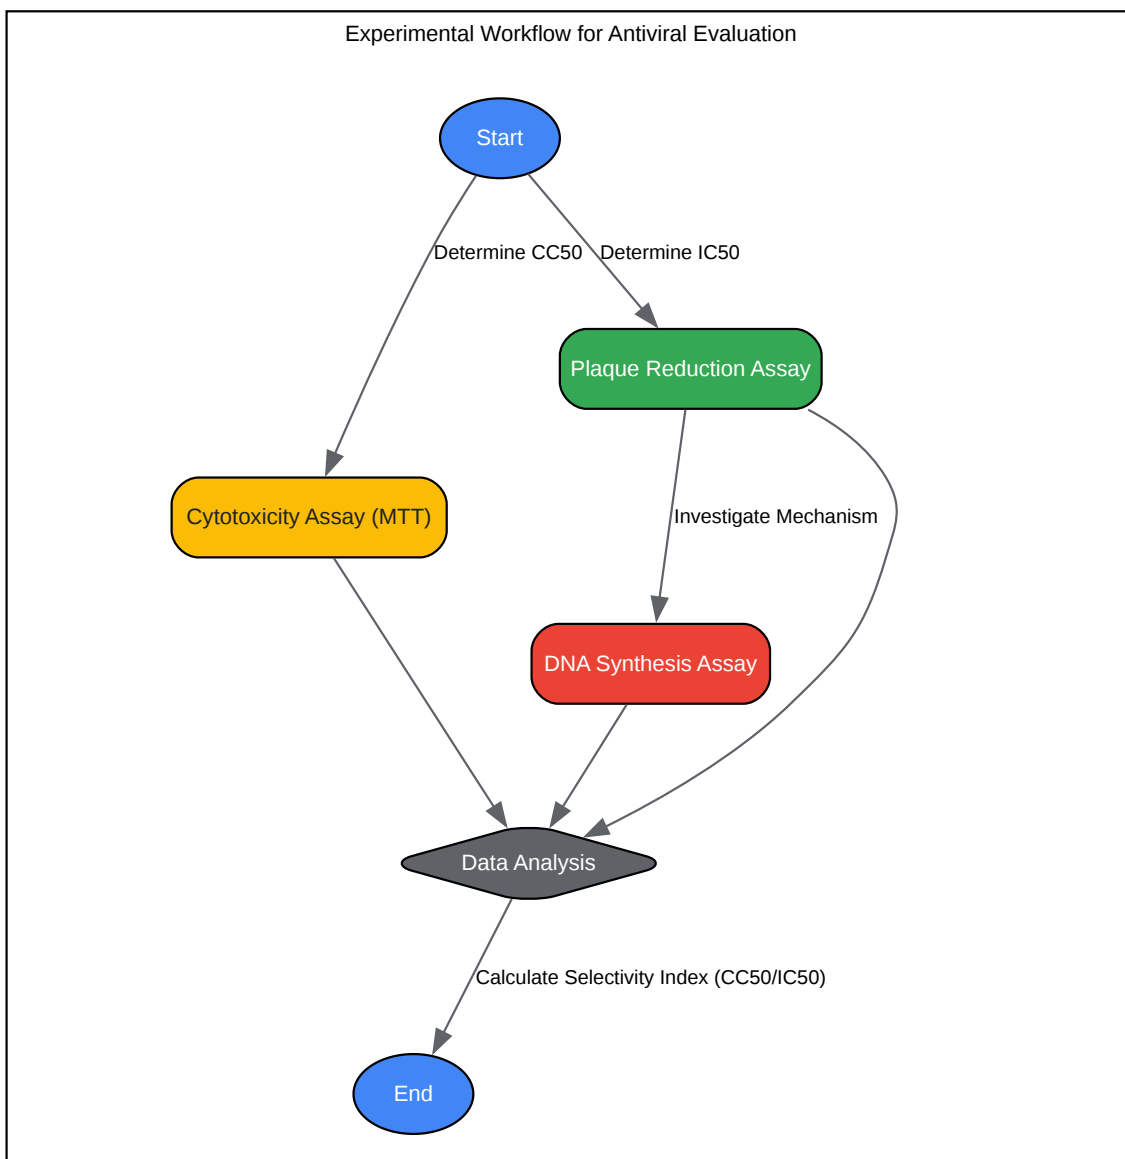 Experimental Workflow for Antiviral Evaluation
Start
Determine CC50
Determine IC50
Plaque Reduction Assay
Cytotoxicity Assay (MTT)
Investigate Mechanism
DNA Synthesis Assay
Data Analysis
Calculate Selectivity Index (CC50/IC50)
End